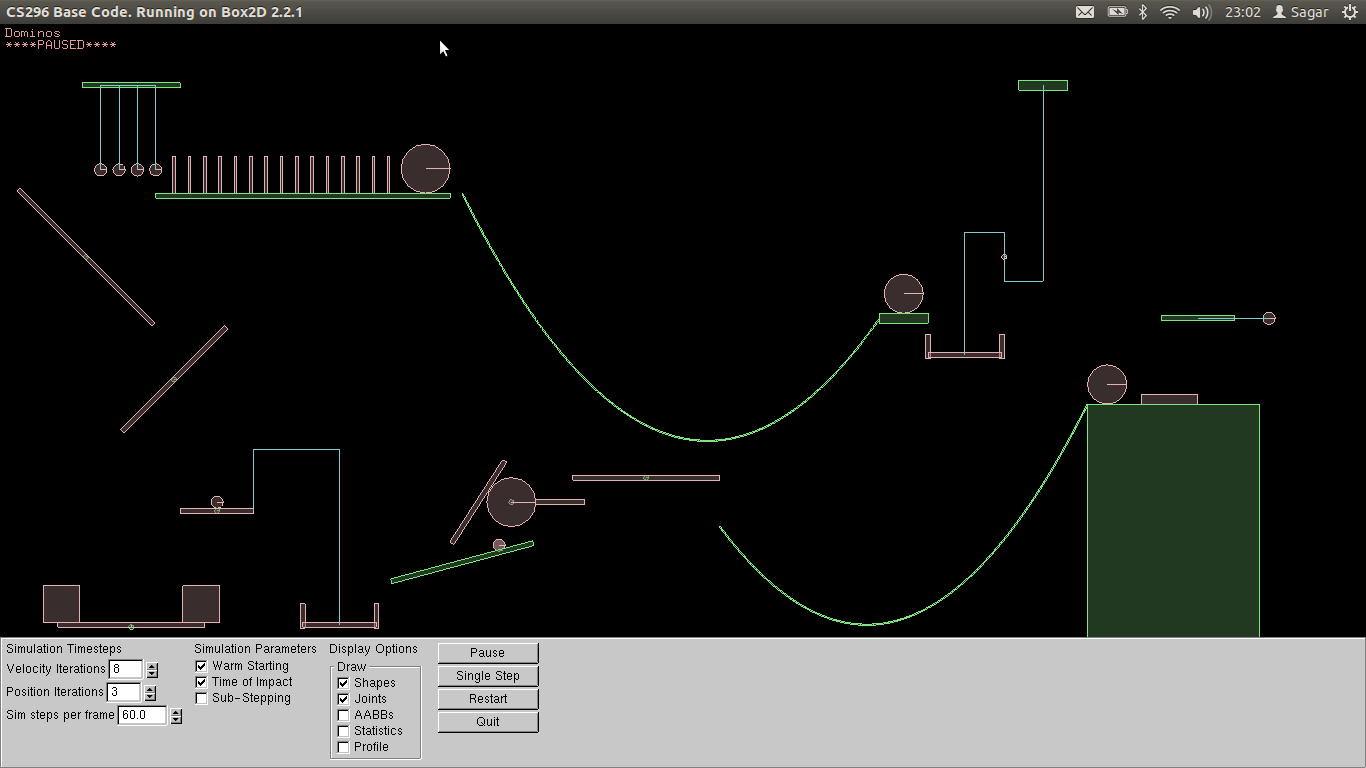 CS296 Base Code. Running on Box2D 2.2.1
23:02 Sagar
Dominos
****PAUSED****
Simulation Timesteps
Velocity Iterations 8
Position Iterations 3
Sim steps per frame 60.0
Simulation Parameters
Warm Starting
Time of Impact
Sub-Stepping
Display Options
Draw
Shapes
Joints
AABBs
Statistics
Profile
Pause
Single Step
Restart
Quit